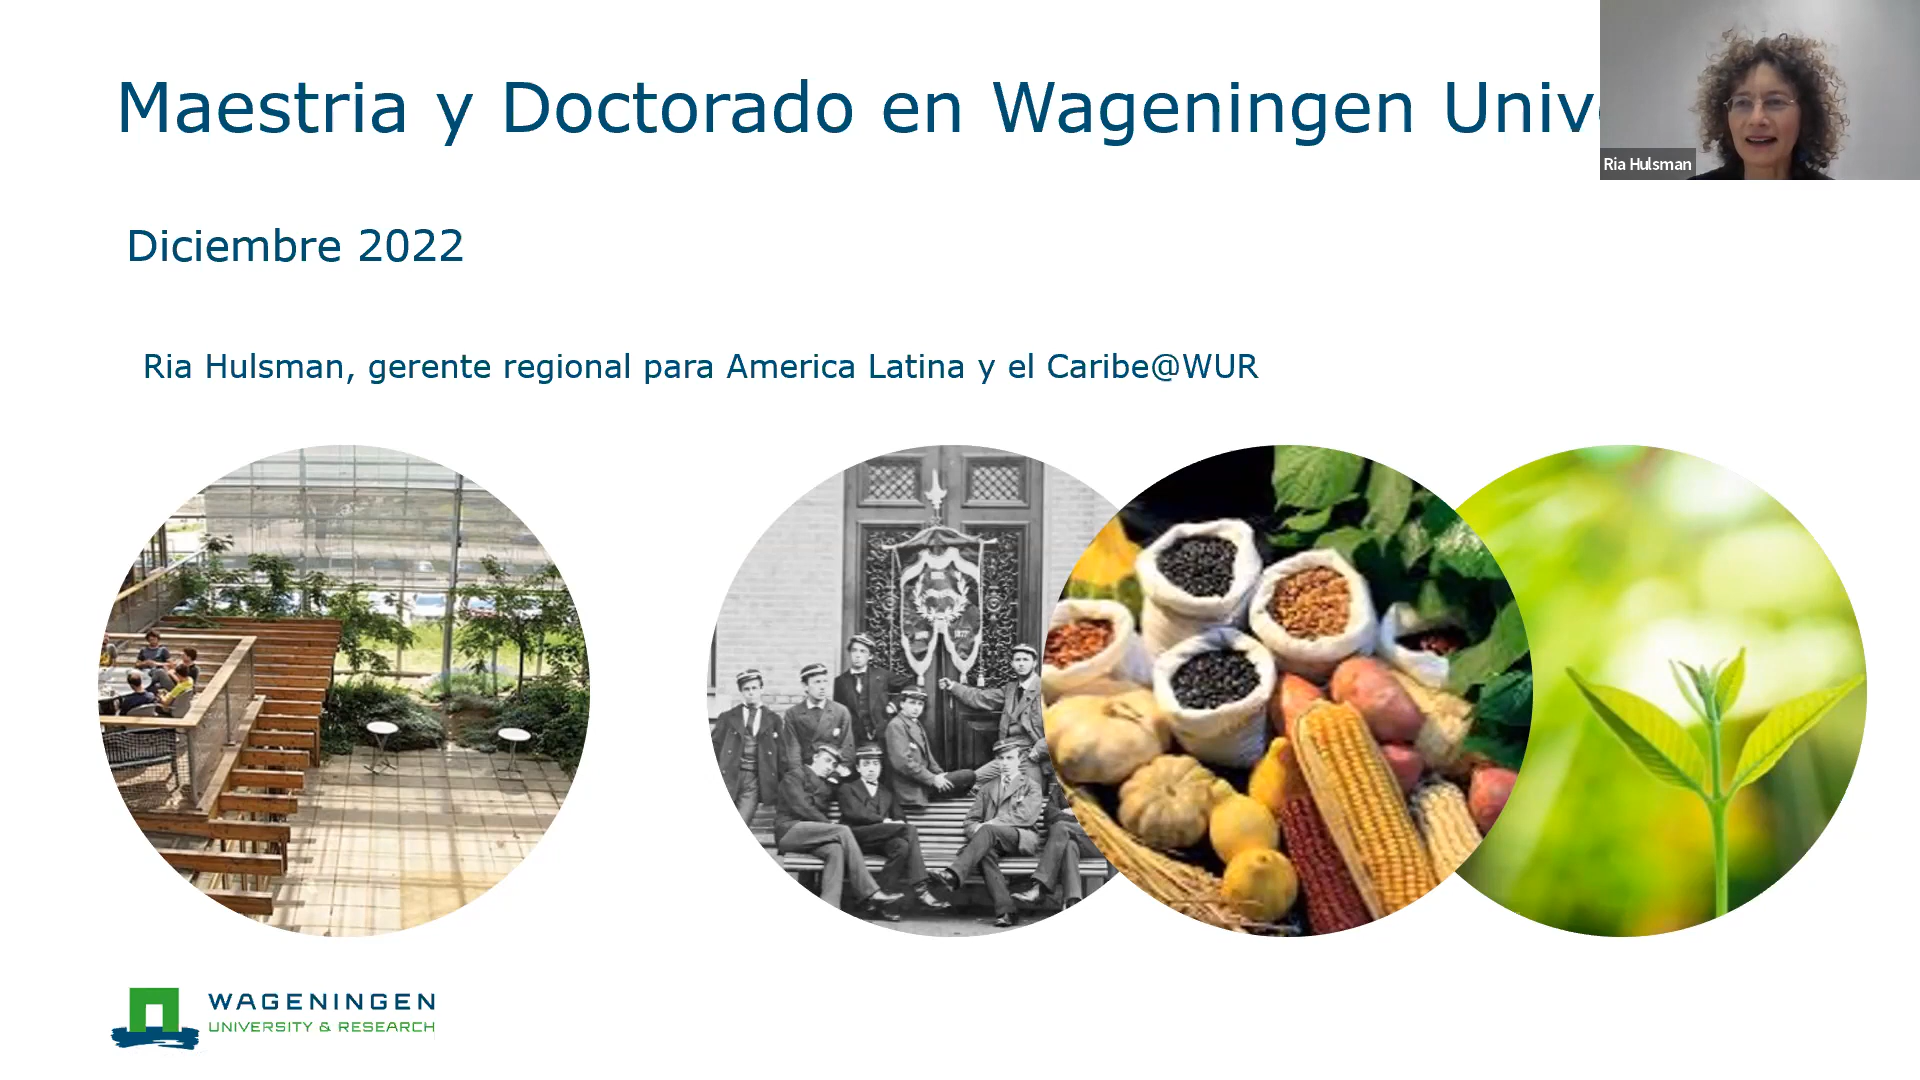 Maestria y Doctorado en Wageningen
Ria Hulsman
Diciembre 2022
Ria Hulsman, gerente regional para America Latina y el Caribe@WUR
WAGENINGEN
UNIVERSITY & RESEARCH